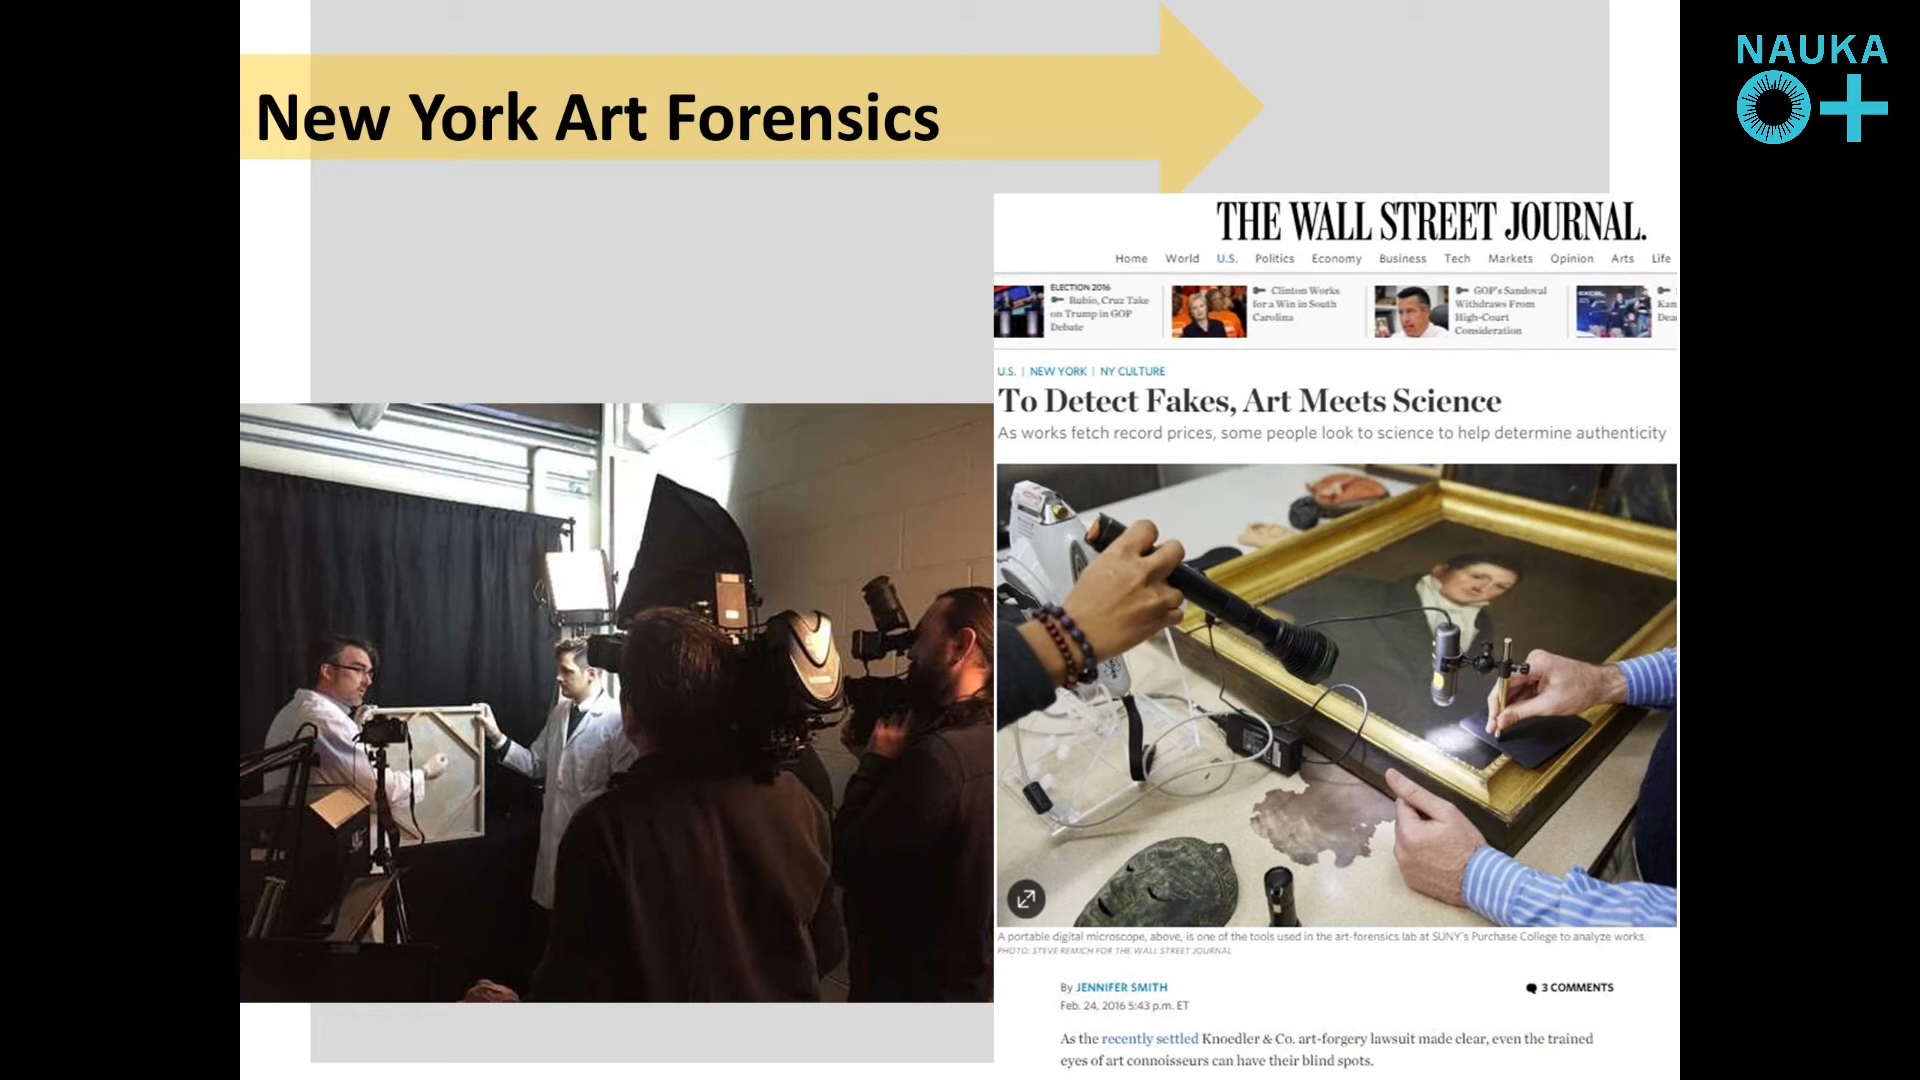 New York Art Forensics
NAUKA
O+
THE WALL STREET JOURNAL.
Home World U.S. Politics Economy Business Tech Markets Opinion Arts Life
ELECTION 2016
Rubio, Cruz Take
on Trump in GOP
Debate
Clinton Works
for a Win in South
Carolina
GOP's Sandoval
Withdraws From
High-Court
Consideration
Kan
Dea
U.S. | NEW YORK | NY CULTURE
To Detect Fakes, Art Meets Science
As works fetch record prices, some people look to science to help determine authenticity
A portable digital microscope, above, is one of the tools used in the art-forensics lab at SUNY's Purchase College to analyze works.
PHOTO: STEVE REMICH FOR THE WALL STREET JOURNAL
By JENNIFER SMITH
3 COMMENTS
Feb. 24, 2016 5:43 p.m. ET
As the recently settled Knoedler & Co. art-forgery lawsuit made clear, even the trained
eyes of art connoisseurs can have their blind spots.